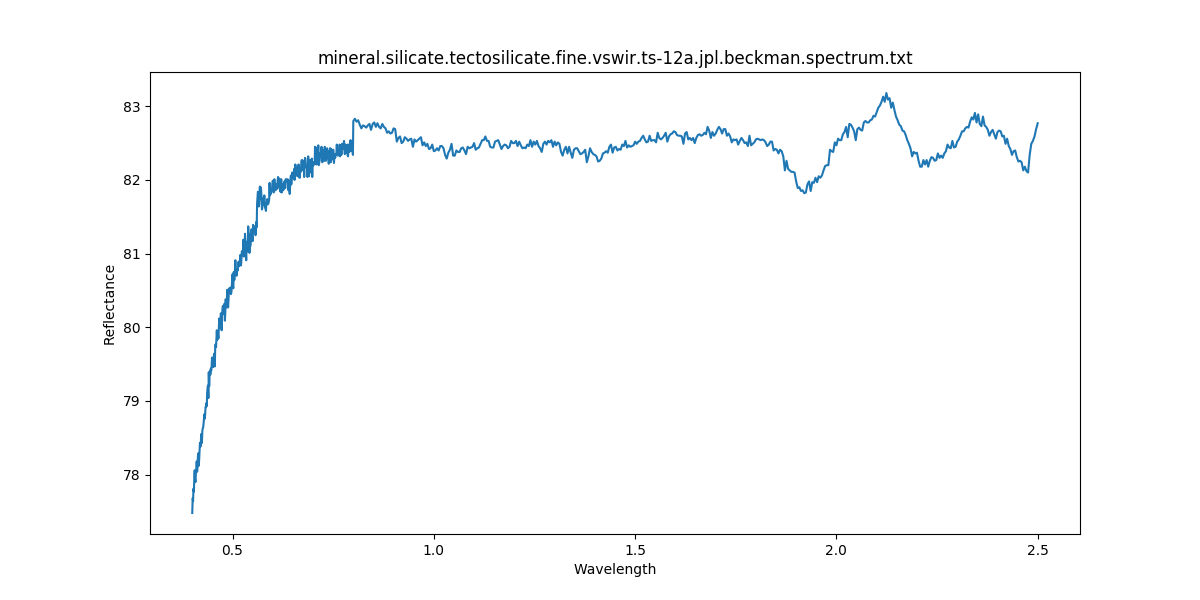 mineral.silicate.tectosilicate.fine.vswir.ts-12a.jpl.beckman.spectrum.txt
83
82
81
80
79
78
Reflectance
0.5 1.0 1.5 2.0 2.5
Wavelength